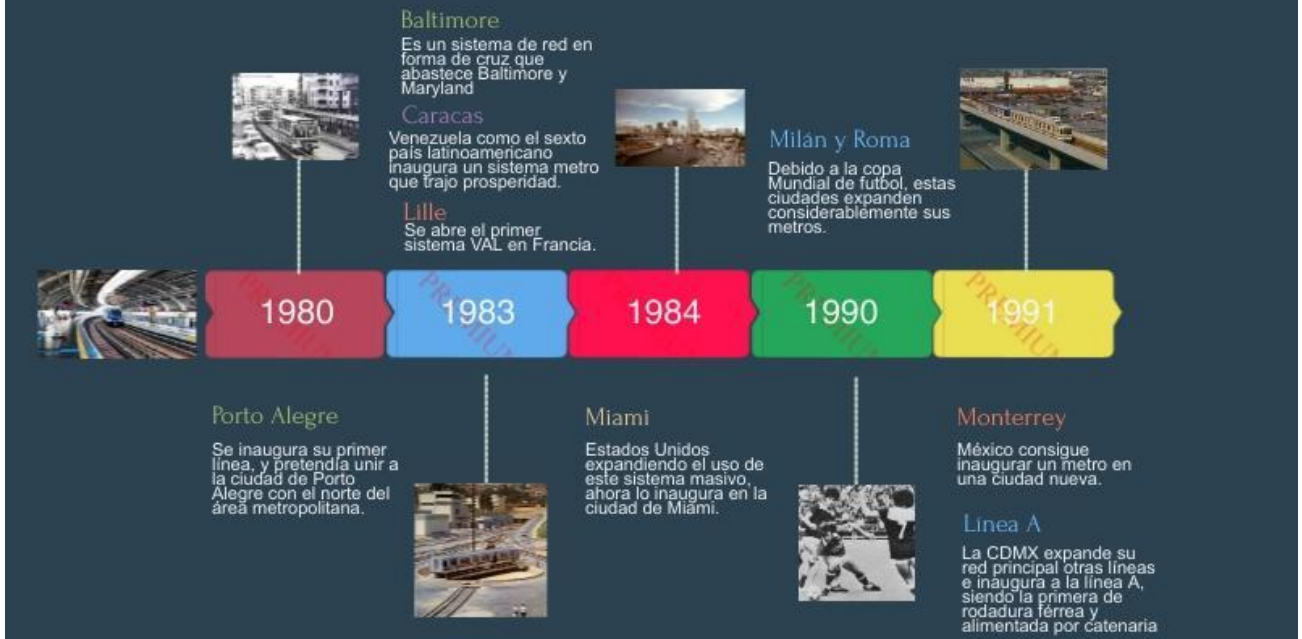 Baltimore
Es un sistema de red en
forma de cruz que
abastece Baltimore y
Maryland
Caracas
Venezuela como el sexto
país latinoamericano
inaugura un sistema metro
que trajo prosperidad.
Lille
Se abre el primer
sistema VAL en Francia.
Milán y Roma
Debido a la copa
Mundial de futbol, estas
ciudades expanden
considerablemente sus
metros.
1980
1983
1984
1990
1991
PREMIUM
PREMIUM
PREMIUM
PREMIUM
PREMIUM
Porto Alegre
Se inaugura su primer
línea, y pretendía unir a
la ciudad de Porto
Alegre con el norte del
área metropolitana.
Miami
Estados Unidos
expandiendo el uso de
este sistema masivo,
ahora lo inaugura en la
ciudad de Miami.
7
Monterrey
México consigue
inaugurar un metro en
una ciudad nueva.
Línea A
La CDMX expande su
red principal otras líneas
e inaugura a la línea A,
siendo la primera de
rodadura férrea y
alimentada por catenaria